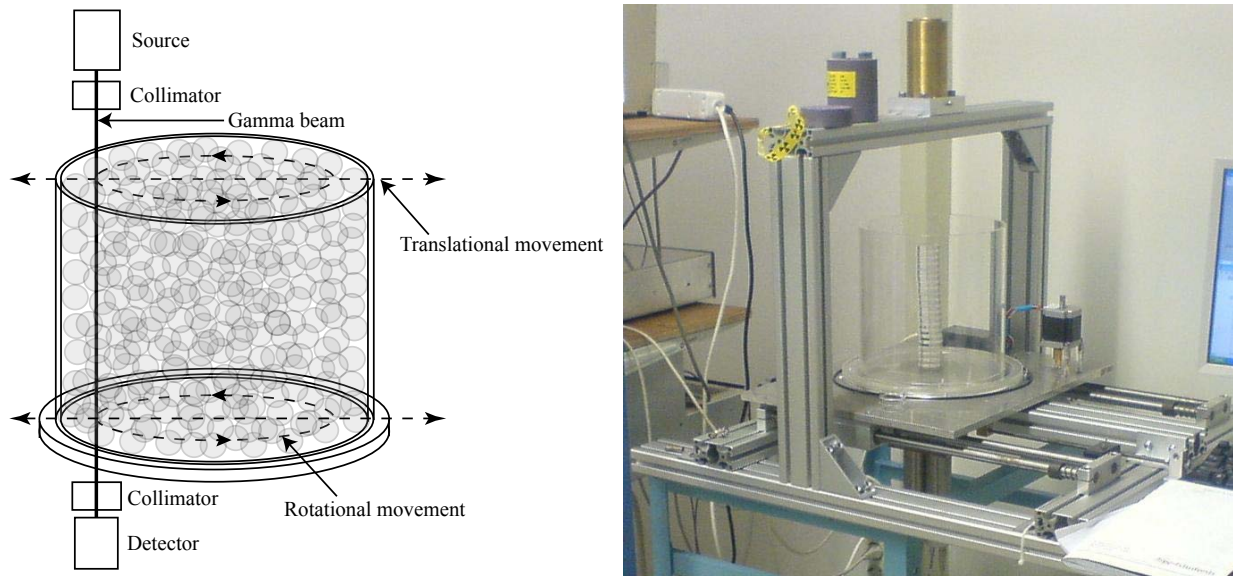 Source
Collimator
Gamma beam
Translational movement
Collimator
Rotational movement
Detector